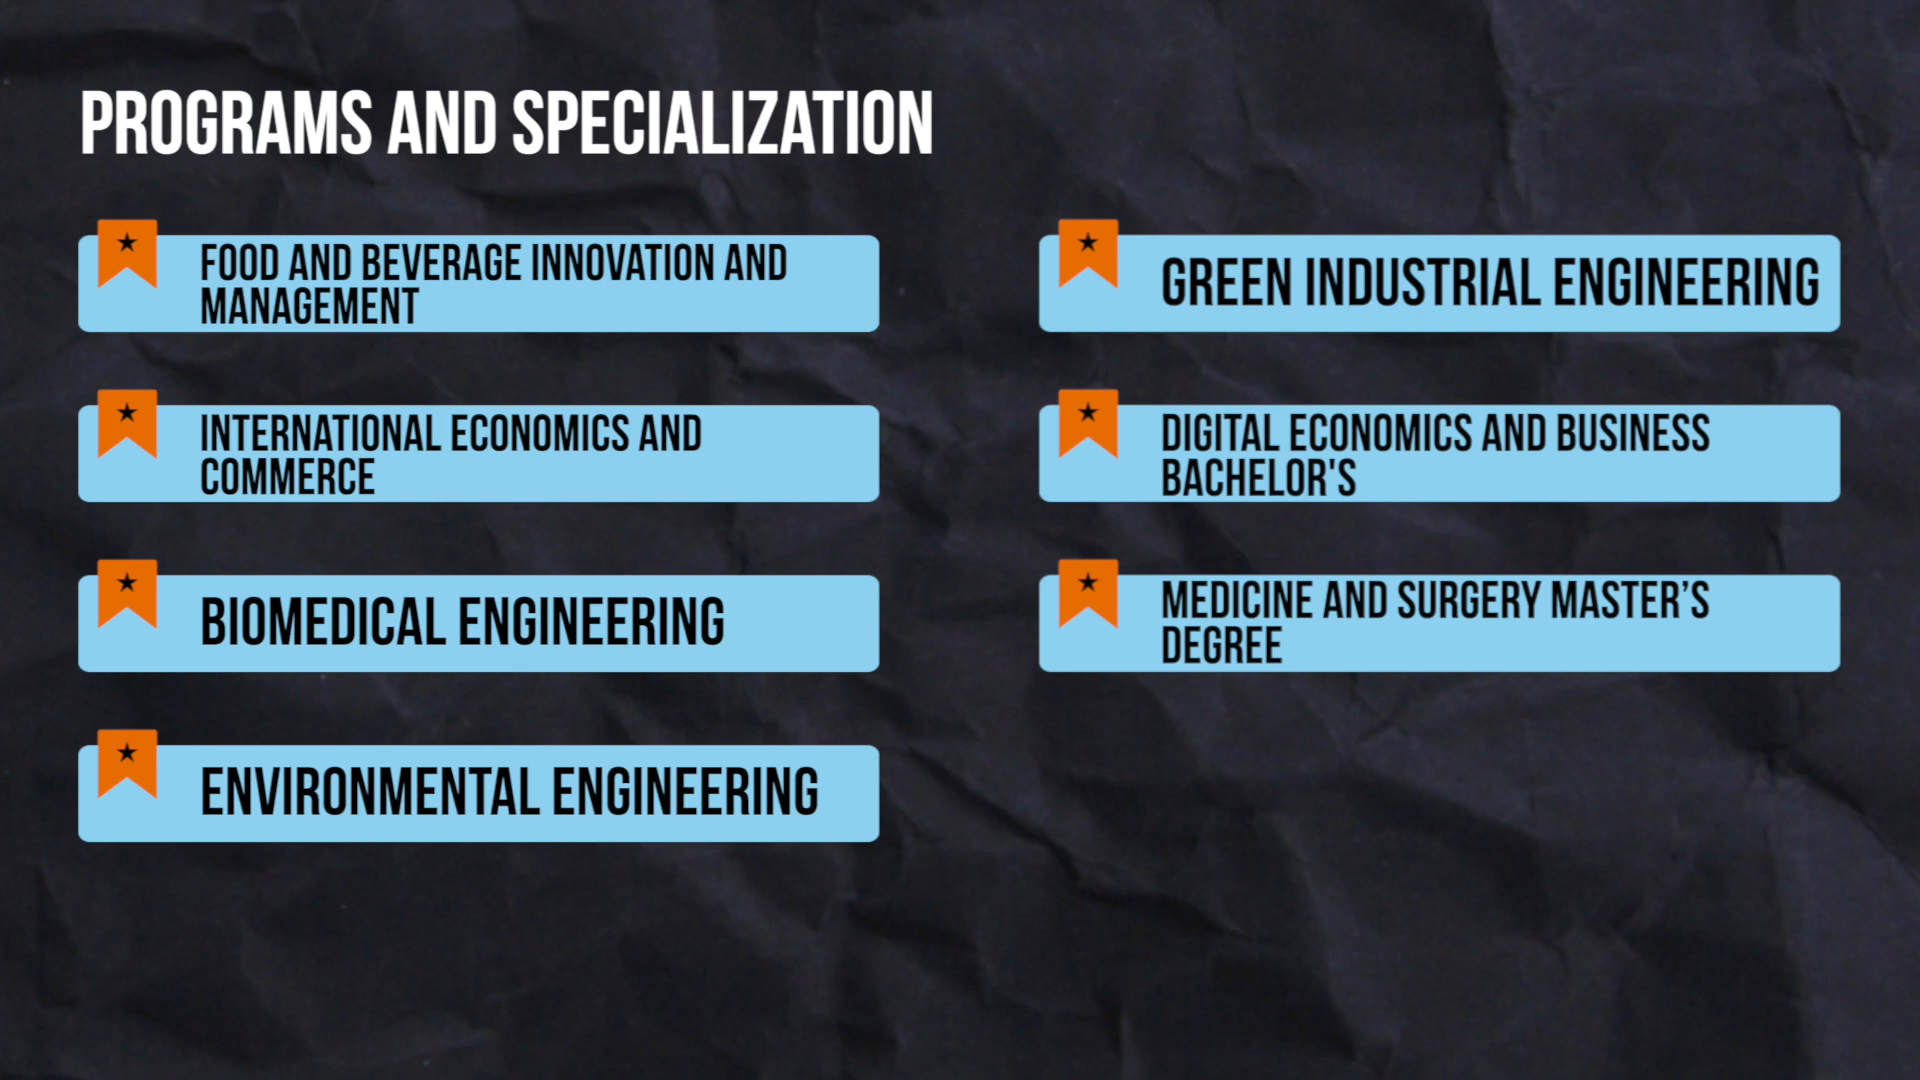 PROGRAMS AND SPECIALIZATION
FOOD AND BEVERAGE INNOVATION AND
MANAGEMENT
INTERNATIONAL ECONOMICS AND
COMMERCE
BIOMEDICAL ENGINEERING
ENVIRONMENTAL ENGINEERING
GREEN INDUSTRIAL ENGINEERING
DIGITAL ECONOMICS AND BUSINESS
BACHELOR'S
MEDICINE AND SURGERY MASTER’S
DEGREE